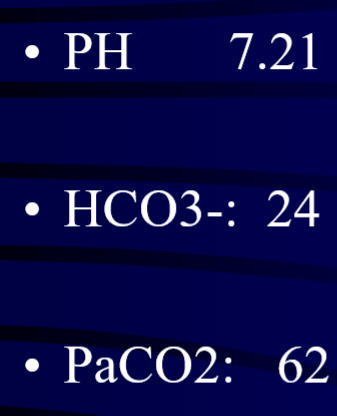 • PH 7.21
• HCO3-: 24
• PaCO2: 62